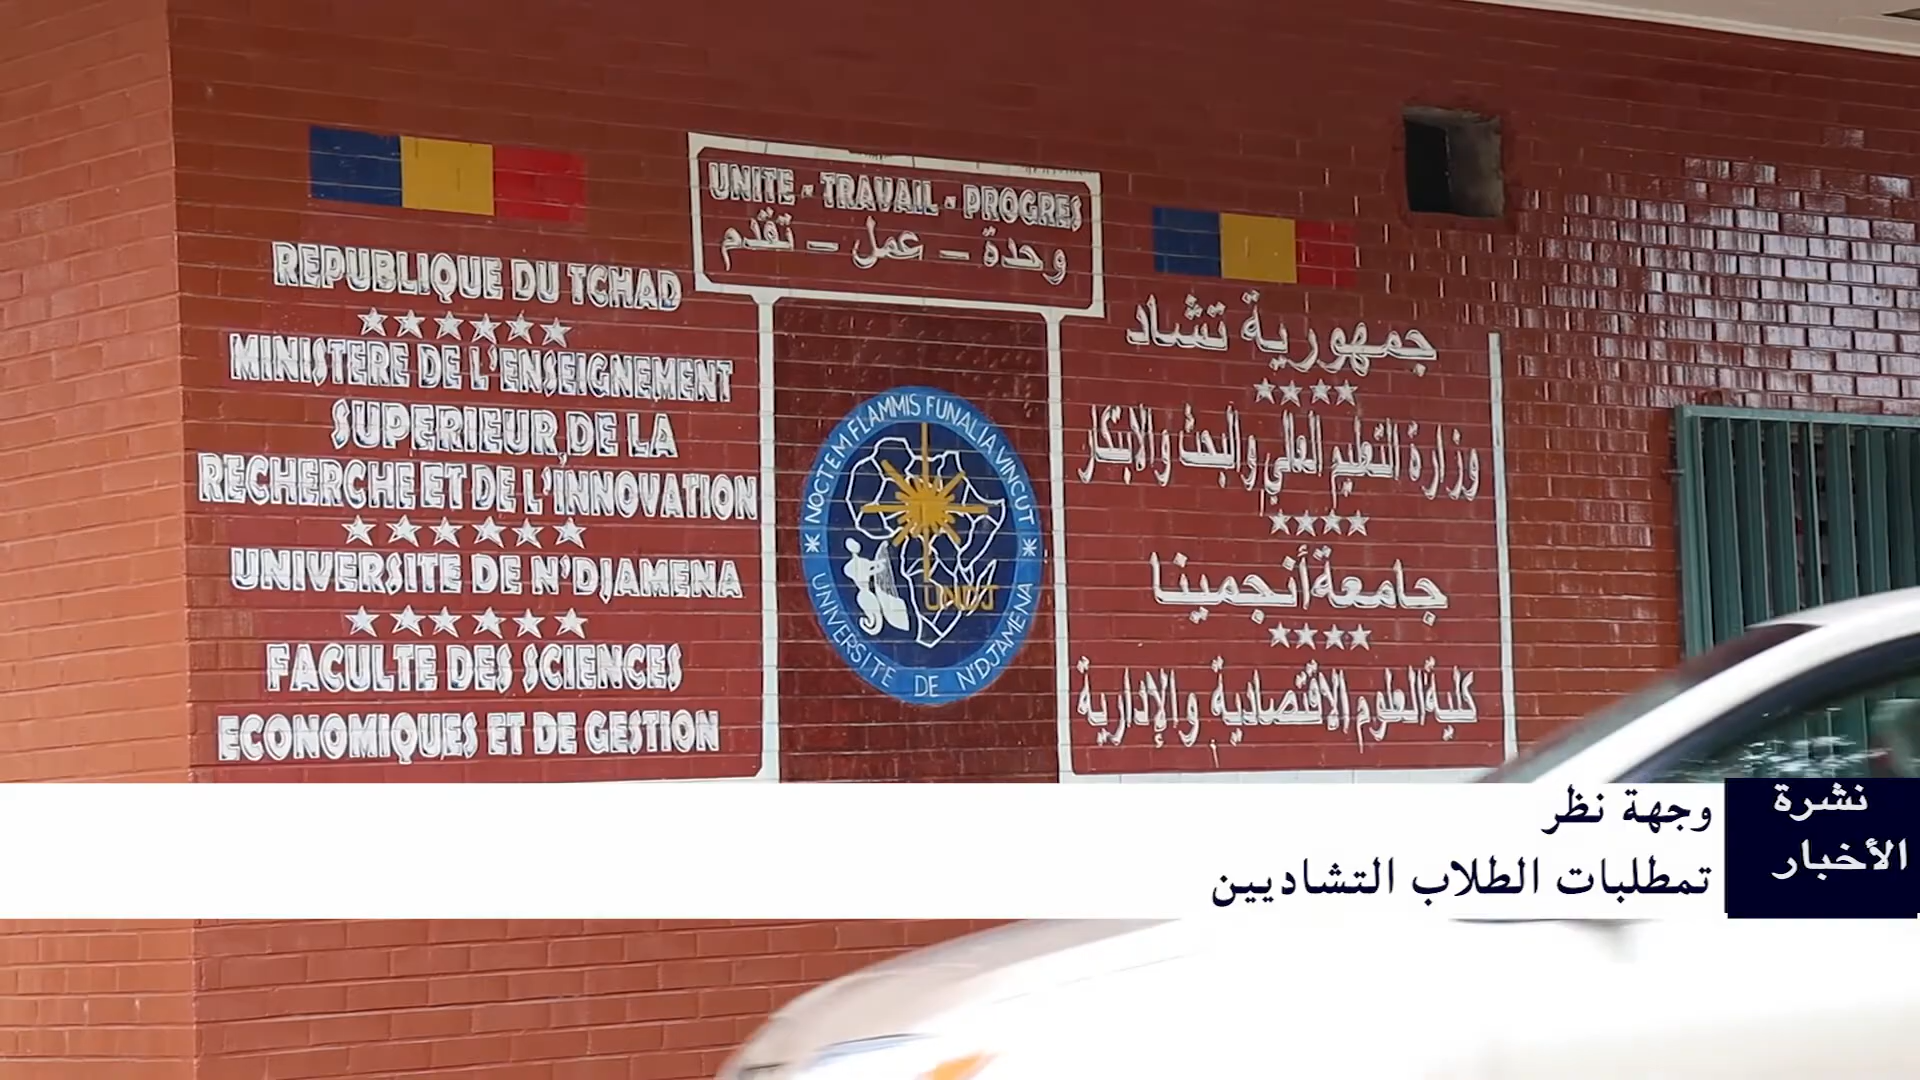 UNITE - TRAVAIL - PROGRES
وحدة – عمل – تقدم
REPUBLIQUE DU TCHAD
MINISTERE DE L'ENSEIGNEMENT
SUPERIEUR, DE LA
RECHERCHE ET DE L'INNOVATION
UNIVERSITE DE N'DJAMENA
FACULTE DES SCIENCES
ECONOMIQUES ET DE GESTION
NOCTEM FLAMMIS FUNALIA VINCUT
UNDJ
UNIVERSITE DE N'DJAMENA
جمهورية تشاد
وزارة التعليم العالي والبحث والابتكار
جامعة أنجمينا
كلية العلوم الاقتصادية والإدارية
نشرة
الأخبار
وجهة نظر
تمطلبات الطلاب التشاديين